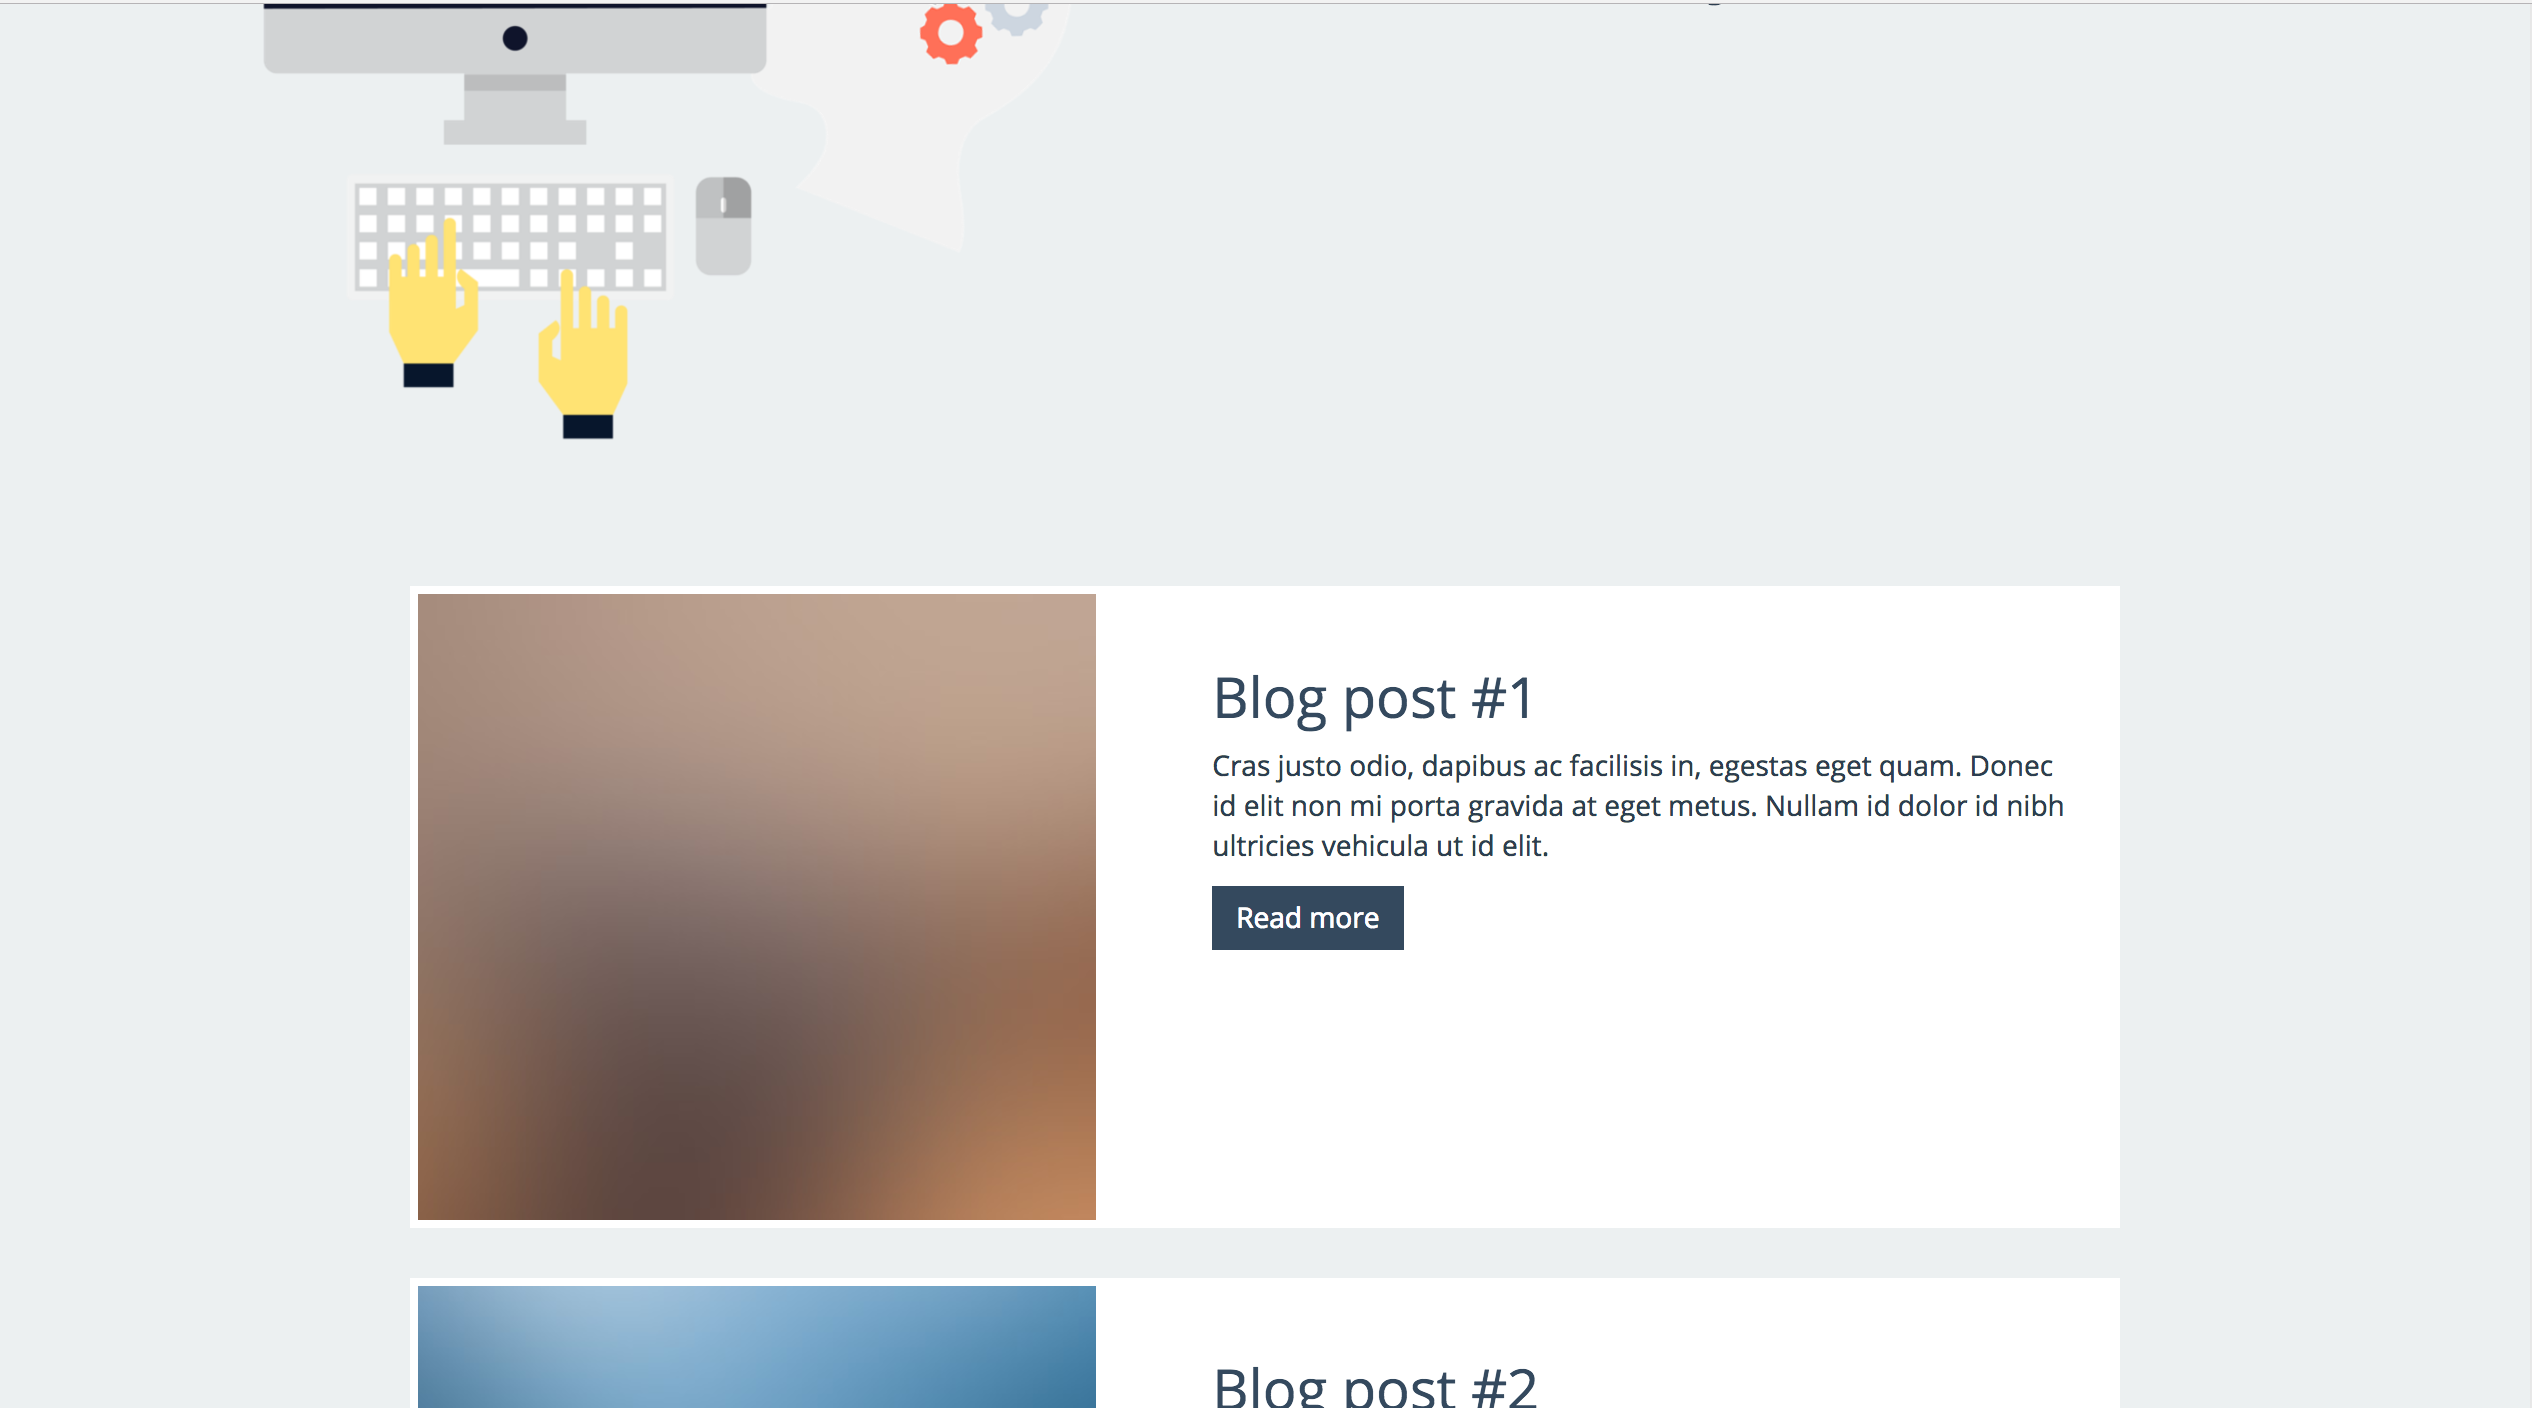 Blog post #1
Cras justo odio, dapibus ac facilisis in, egestas eget quam. Donec
id elit non mi porta gravida at eget metus. Nullam id dolor id nibh
ultricies vehicula ut id elit.
Read more
Blog post #2